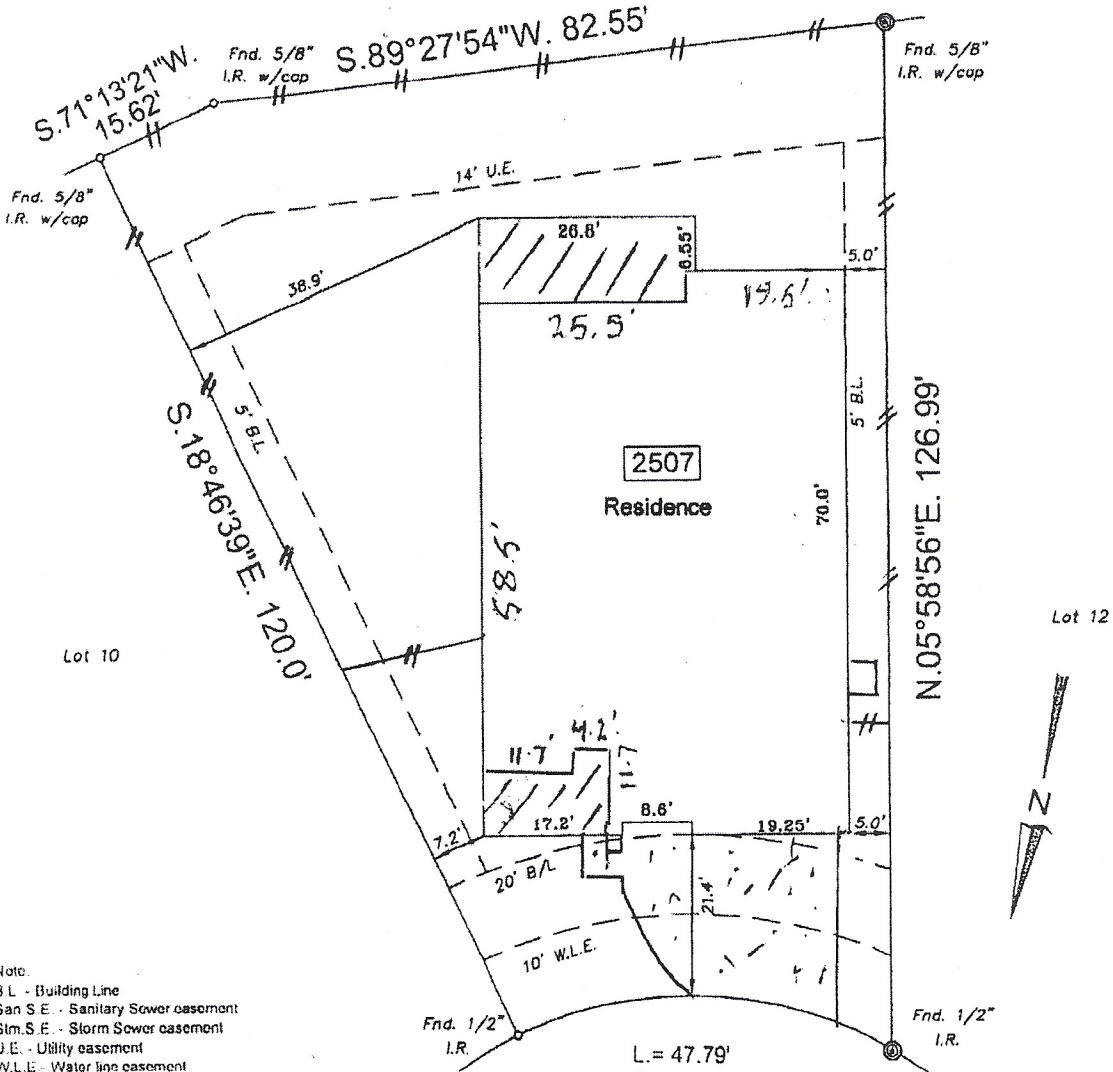 S.71°13'21"W.
15.62'
Fnd. 5/8"
I.R. w/cap
S.89°27'54"W. 82.55'
Fnd. 5/8"
I.R. w/cap
Fnd. 5/8"
I.R. w/cap
14' U.E.
26.8'
6.55'
5.0'
38.9'
19.5'
25.5'
5' B.L.
5' B.L.
S.18°46'39"E. 120.0'
2507
Residence
70.0'
N.05°58'56"E. 126.99'
58.5'
Lot 10
Lot 12
11.7'
4.2'
11.7
8.6'
17.2'
19.25'
5.0'
7.2'
20' B/L
21.4'
10' W.L.E.
N
Note.
B.L - Building Line
San S.E. - Sanitary Sewer easement
Stm.S.E. - Storm Sewer easement
U.E. - Utility easement
W.L.E - Water line easement
Fnd. 1/2"
I.R.
L.= 47.79'
Fnd. 1/2"
I.R.